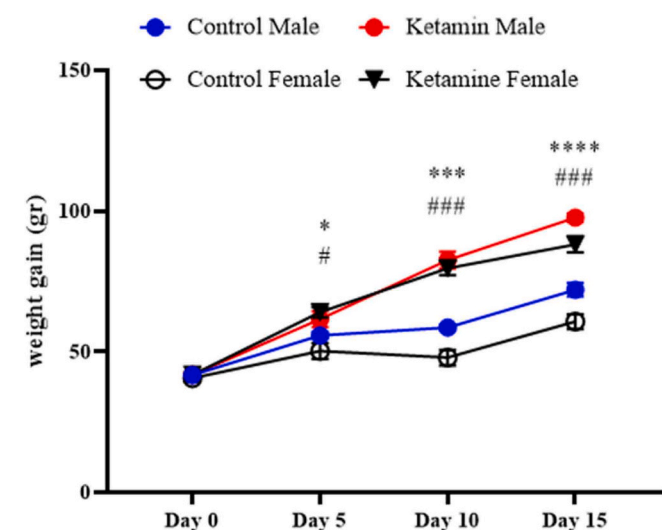 Control Male Ketamin Male
Control Female Ketamine Female
150
****
###
***
###
100
*
#
weight gain (gr)
50
0
Day 0 Day 5 Day 10 Day 15